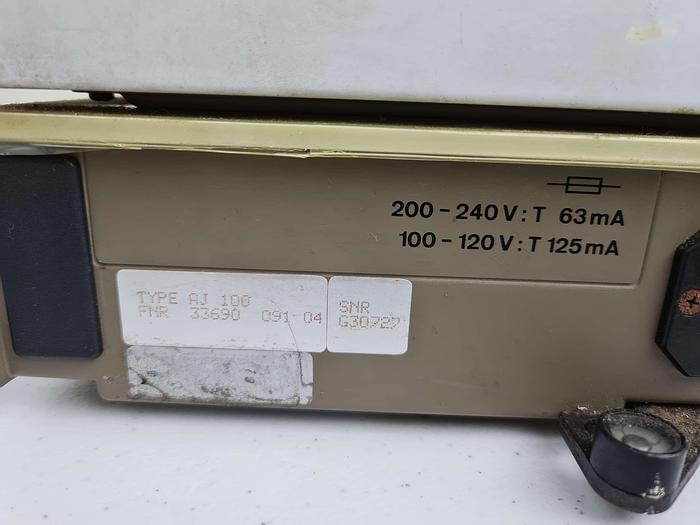 200 – 240 V : T 63 mA
100 – 120 V : T 125 mA
TYPE AJ 100
FNR 33690 091 04
SNR
G30727